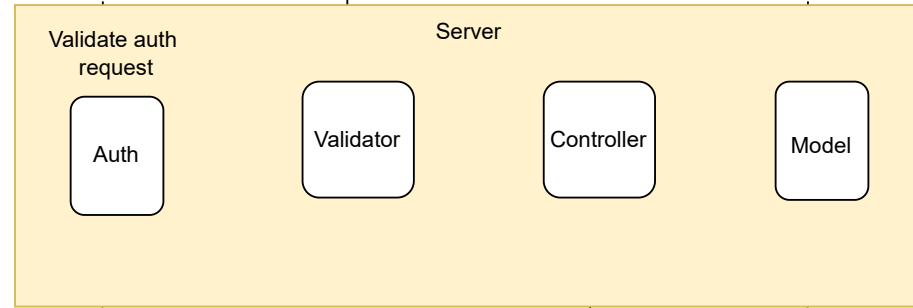 Server
Validate auth
request
Auth
Validator
Controller
Model